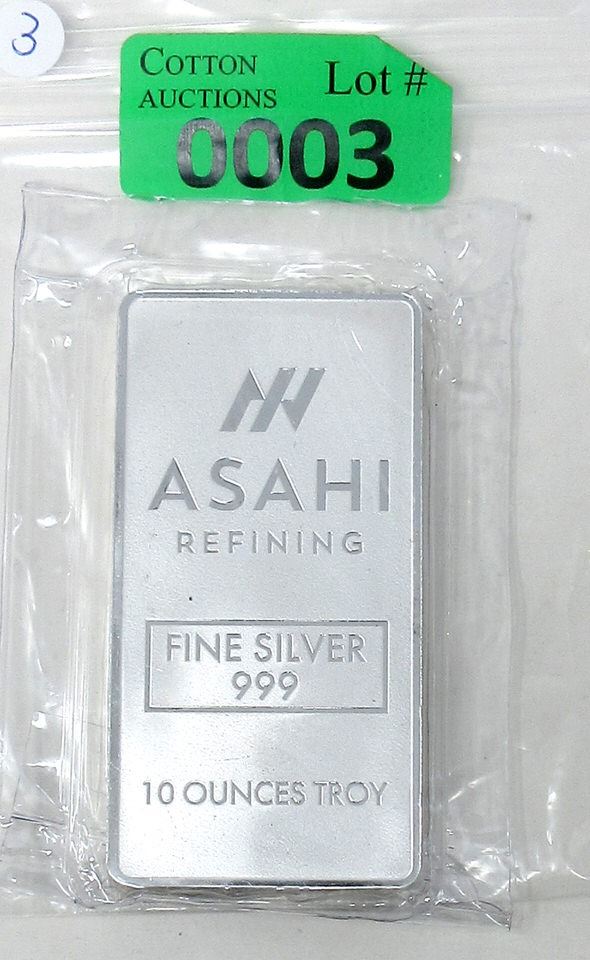 3
COTTON Lot #
AUCTIONS
0003
ASAHI
REFINING
FINE SILVER
999
10 OUNCES TROY